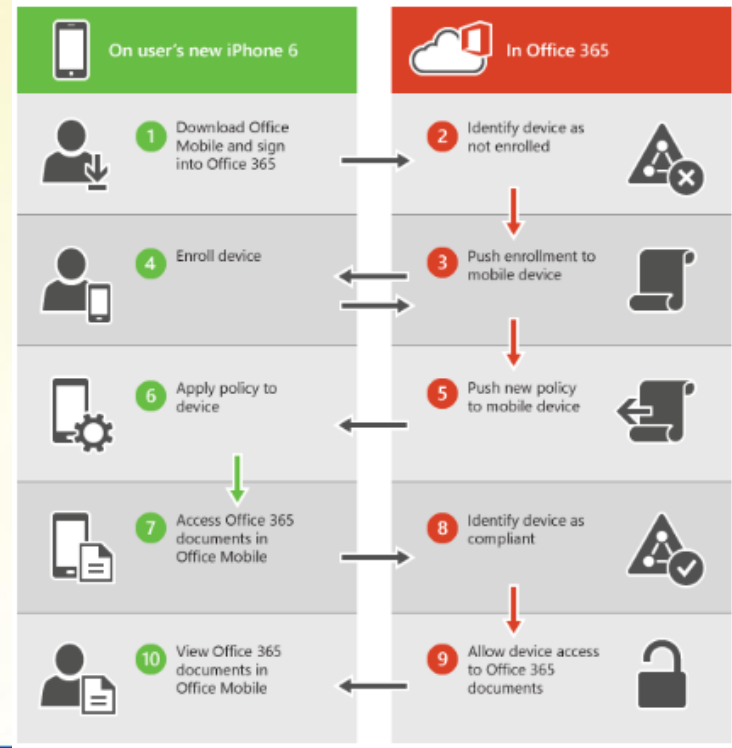 On user's new iPhone 6
In Office 365
1
Download Office
Mobile and sign
into Office 365
2
Identify device as
not enrolled
3
Push enrollment to
mobile device
4
Enroll device
5
Push new policy
to mobile device
6
Apply policy to
device
7
Access Office 365
documents in
Office Mobile
8
Identify device as
compliant
9
Allow device access
to Office 365
documents
10
View Office 365
documents in
Office Mobile